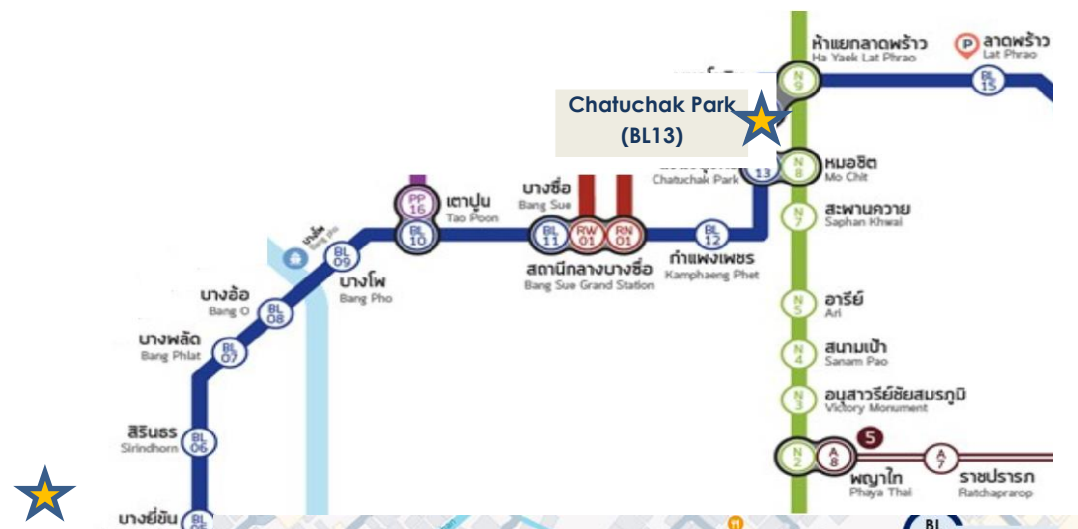 ห้าแยกลาดพร้าว
Ha Yaek Lat Phrao
N
9
P
ลาดพร้าว
Lat Phrao
BL
15
Chatuchak Park
(BL13)
13
Chatuchak Park
N
8
หมอชิต
Mo Chit
PP
16
เตาปูน
Tao Poon
BL
10
บางซื่อ
Bang Sue
BL
11
RW
01
RN
01
สถานีกลางบางซื่อ
Bang Sue Grand Station
BL
12
กำแพงเพชร
Kamphaeng Phet
N
7
สะพานควาย
Saphan Khwai
บางโพ
Bang Pho
BL
09
บางโพ
Bang Pho
บางอ้อ
Bang O
BL
08
N
5
อารีย์
Ari
บางพลัด
Bang Phlat
BL
07
N
4
สนามเป้า
Sanam Pao
N
3
อนุสาวรีย์ชัยสมรภูมิ
Victory Monument
สิรินธร
Sirindhorn
BL
06
5
N
2
A
8
พญาไท
Phaya Thai
A
7
ราชปรารภ
Ratchaprarop
บางยี่ขัน
BL
BL